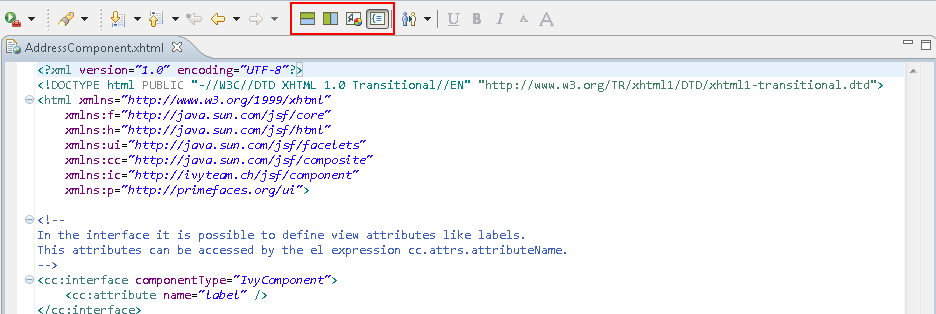 U B I A A
AddressComponent.xhtml
<?xml version="1.0" encoding="UTF-8"?>
<!DOCTYPE html PUBLIC "-//W3C//DTD XHTML 1.0 Transitional//EN" "http://www.w3.org/TR/xhtml1/DTD/xhtml1-transitional.dtd">
<html xmlns="http://www.w3.org/1999/xhtml"
xmlns:f="http://java.sun.com/jsf/core"
xmlns:h="http://java.sun.com/jsf/html"
xmlns:ui="http://java.sun.com/jsf/facelets"
xmlns:cc="http://java.sun.com/jsf/composite"
xmlns:ic="http://ivyteam.ch/jsf/component"
xmlns:p="http://primefaces.org/ui">
<!--
In the interface it is possible to define view attributes like labels.
This attributes can be accessed by the el expression cc.attrs.attributeName.
-->
<cc:interface componentType="IvyComponent">
<cc:attribute name="label" />
</cc:interface>